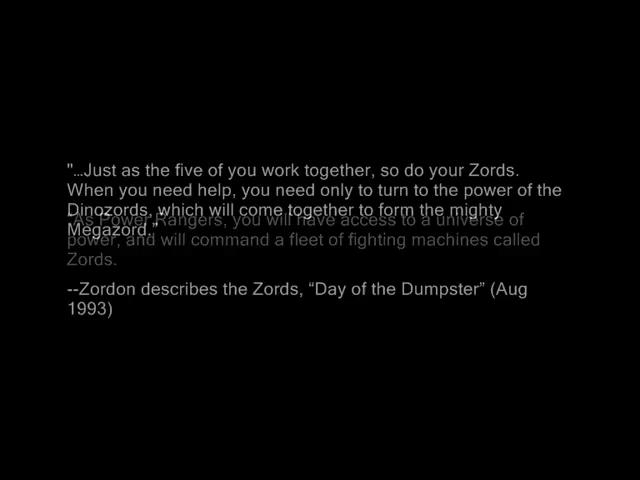 "…Just as the five of you work together, so do your Zords.
When you need help, you need only to turn to the power of the
Dinozords, which will come together to form the mighty
"As Power Rangers, you will have access to a universe of
Megazord."
power, and will command a fleet of fighting machines called
Zords.
--Zordon describes the Zords, “Day of the Dumpster” (Aug
1993)